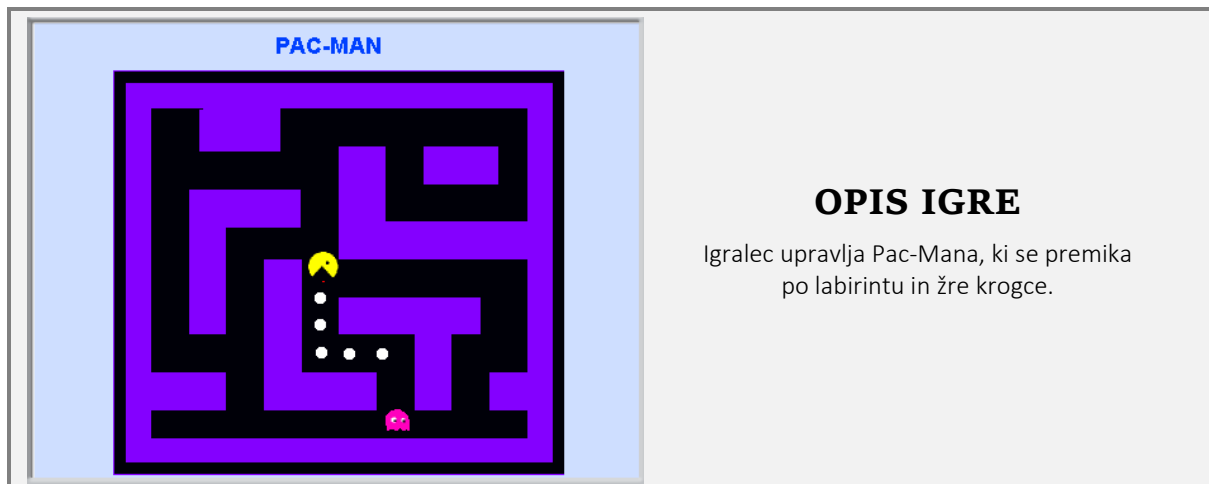 PAC-MAN
OPIS IGRE
Igralec upravlja Pac-Mana, ki se premika
po labirintu in žre krogce.